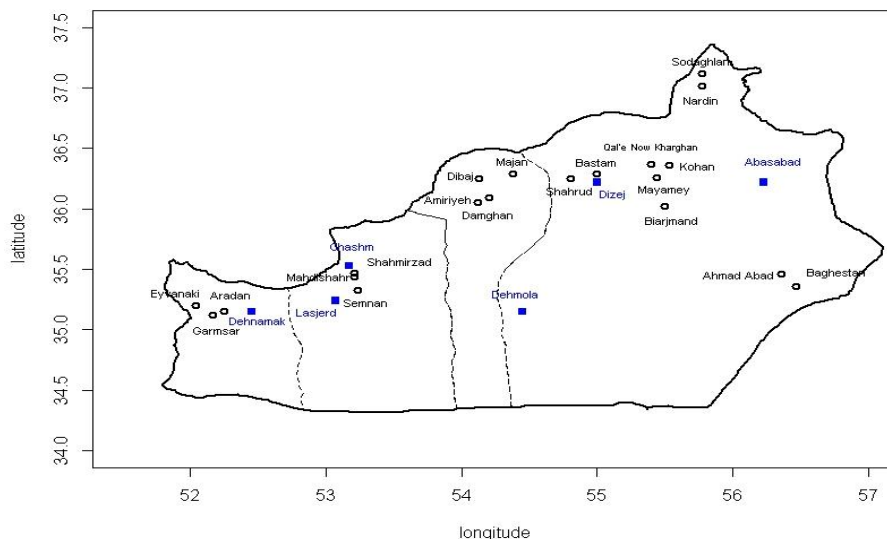 37.5
37.0
36.5
36.0
35.5
35.0
34.5
34.0
latitude
Sodaghlan
Nardin
Qal'e Now Kharghan
Majan
Bastam
Kohan
Abasabad
Dibaj
Shahrud
Dizej
Mayamey
Amiriyeh
Damghan
Biarjmand
Ghashm
Shahmirzad
Mahdishahr
Ahmad Abad
Baghestan
Eyvanaki
Aradan
Semnan
Dehmola
Lasjerd
Dehnamak
Garmsar
52
53
54
55
56
57
longitude